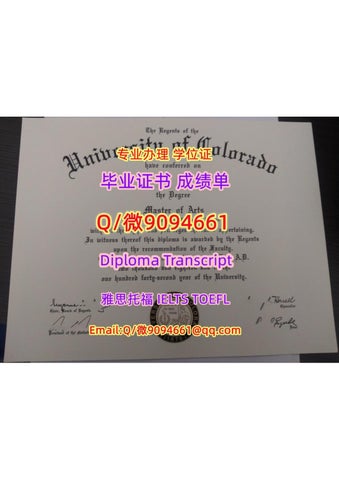 The Regents of the
University of Colorado
专业办理 学位证
have conferred on
毕业证书 成绩单
the Degree
Master of Arts
Q/微9094661
In witness thereof this diploma is awarded by the Regents
upon the recommendation of the Faculty.
Diploma Transcript
A.D.
two thousand and
one hundred forty-second year of the University.
雅思托福 IELTS TOEFL
Email:Q/微9094661@qq.com